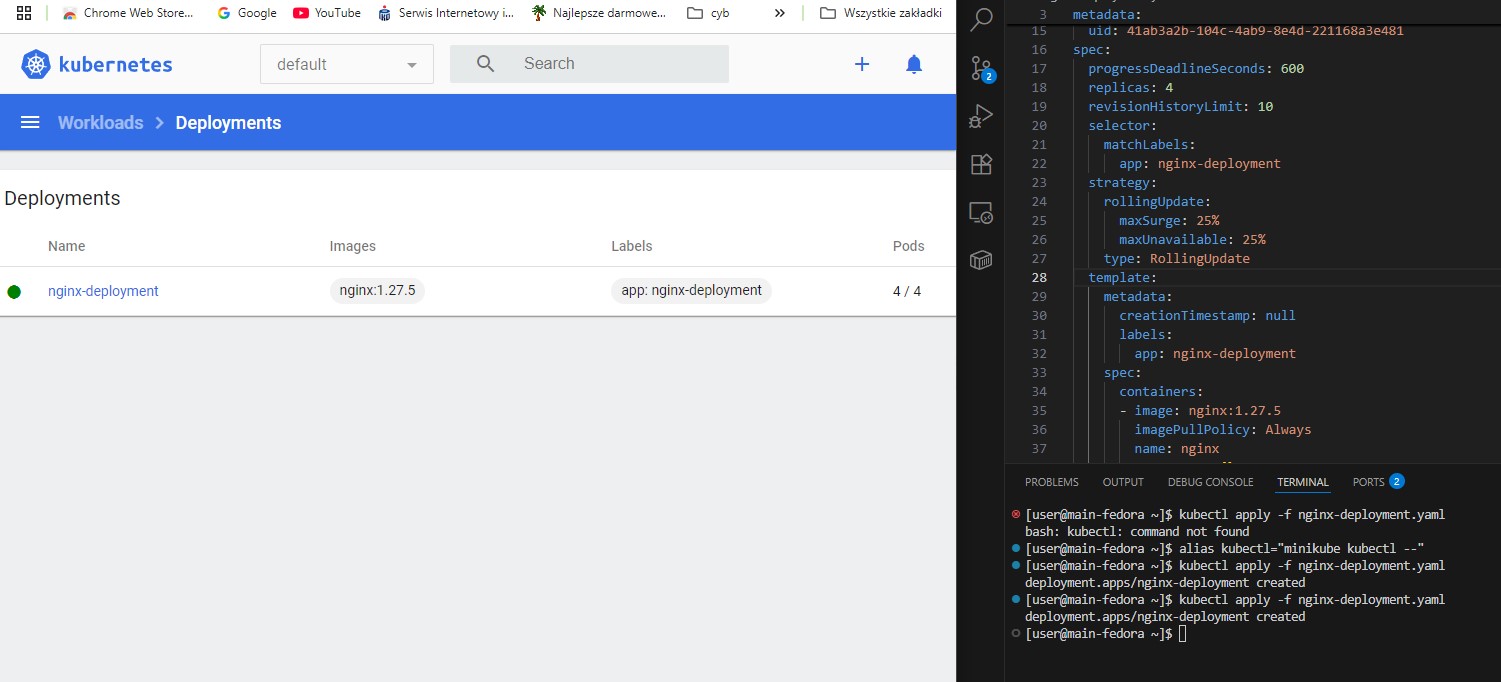 Chrome Web Store... Google YouTube Serwis Internetowy i... Najlepsze darmowe... cyb » Wszystkie zakładki
kubernetes default Search
Workloads > Deployments
Deployments
Name Images Labels Pods
nginx-deployment nginx:1.27.5 app: nginx-deployment 4 / 4
3 metadata:
15 uid: 41ab3a2b-104c-4ab9-8e4d-221168a3e481
16 spec:
17 progressDeadlineSeconds: 600
18 replicas: 4
19 revisionHistoryLimit: 10
20 selector:
21 matchLabels:
22 app: nginx-deployment
23 strategy:
24 rollingUpdate:
25 maxSurge: 25%
26 maxUnavailable: 25%
27 type: RollingUpdate
28 template:
29 metadata:
30 creationTimestamp: null
31 labels:
32 app: nginx-deployment
33 spec:
34 containers:
35 - image: nginx:1.27.5
36 imagePullPolicy: Always
37 name: nginx
2
PROBLEMS OUTPUT DEBUG CONSOLE TERMINAL PORTS 2
[user@main-fedora ~]$ kubectl apply -f nginx-deployment.yaml
bash: kubectl: command not found
[user@main-fedora ~]$ alias kubectl="minikube kubectl --"
[user@main-fedora ~]$ kubectl apply -f nginx-deployment.yaml
deployment.apps/nginx-deployment created
[user@main-fedora ~]$ kubectl apply -f nginx-deployment.yaml
deployment.apps/nginx-deployment created
[user@main-fedora ~]$